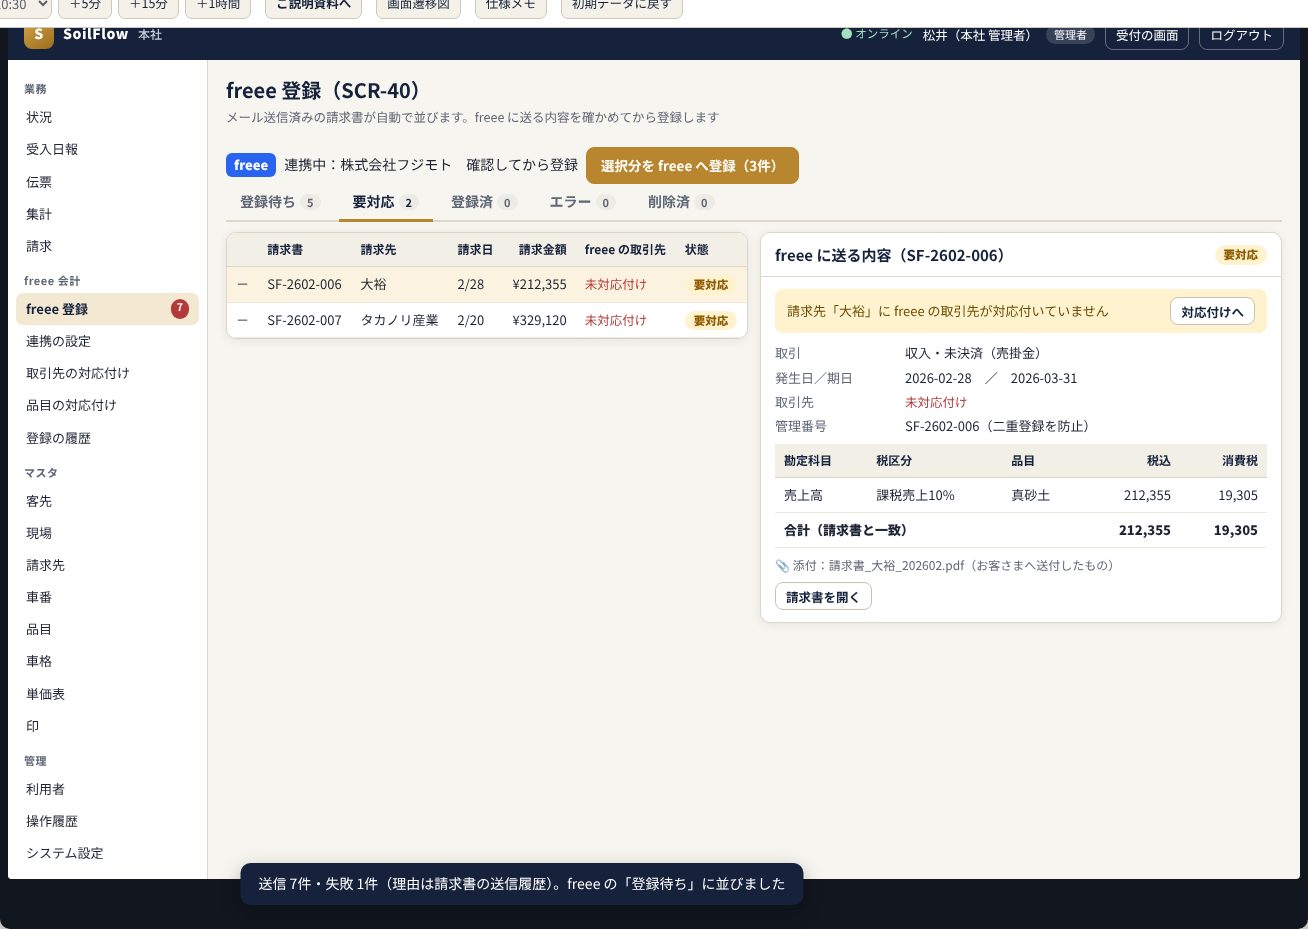 0:30 +5分 +15分 +1時間 ご説明資料へ 画面遷移図 仕様メモ 初期データに戻す
S SoilFlow 本社 オンライン 松井（本社 管理者） 管理者 受付の画面 ログアウト
業務
状況
受入日報
伝票
集計
請求
freee 会計
freee 登録 7
連携の設定
取引先の対応付け
品目の対応付け
登録の履歴
マスタ
客先
現場
請求先
車番
品目
車格
単価表
印
管理
利用者
操作履歴
システム設定
freee 登録（SCR-40）
メール送信済みの請求書が自動で並びます。freee に送る内容を確かめてから登録します
freee 連携中：株式会社フジモト 確認してから登録 選択分を freee へ登録（3件）
登録待ち 5 要対応 2 登録済 0 エラー 0 削除済 0
請求書 請求先 請求日 請求金額 freee の取引先 状態
— SF-2602-006 大裕 2/28 ¥212,355 未対応付け 要対応
— SF-2602-007 タカノリ産業 2/20 ¥329,120 未対応付け 要対応
freee に送る内容（SF-2602-006） 要対応
請求先「大裕」に freee の取引先が対応付いていません 対応付けへ
取引 収入・未決済（売掛金）
発生日／期日 2026-02-28 ／ 2026-03-31
取引先 未対応付け
管理番号 SF-2602-006（二重登録を防止）
勘定科目 税区分 品目 税込 消費税
売上高 課税売上10% 真砂土 212,355 19,305
合計（請求書と一致） 212,355 19,305
📎 添付：請求書_大裕_202602.pdf（お客さまへ送付したもの）
請求書を開く
送信 7件・失敗 1件（理由は請求書の送信履歴）。freee の「登録待ち」に並びました